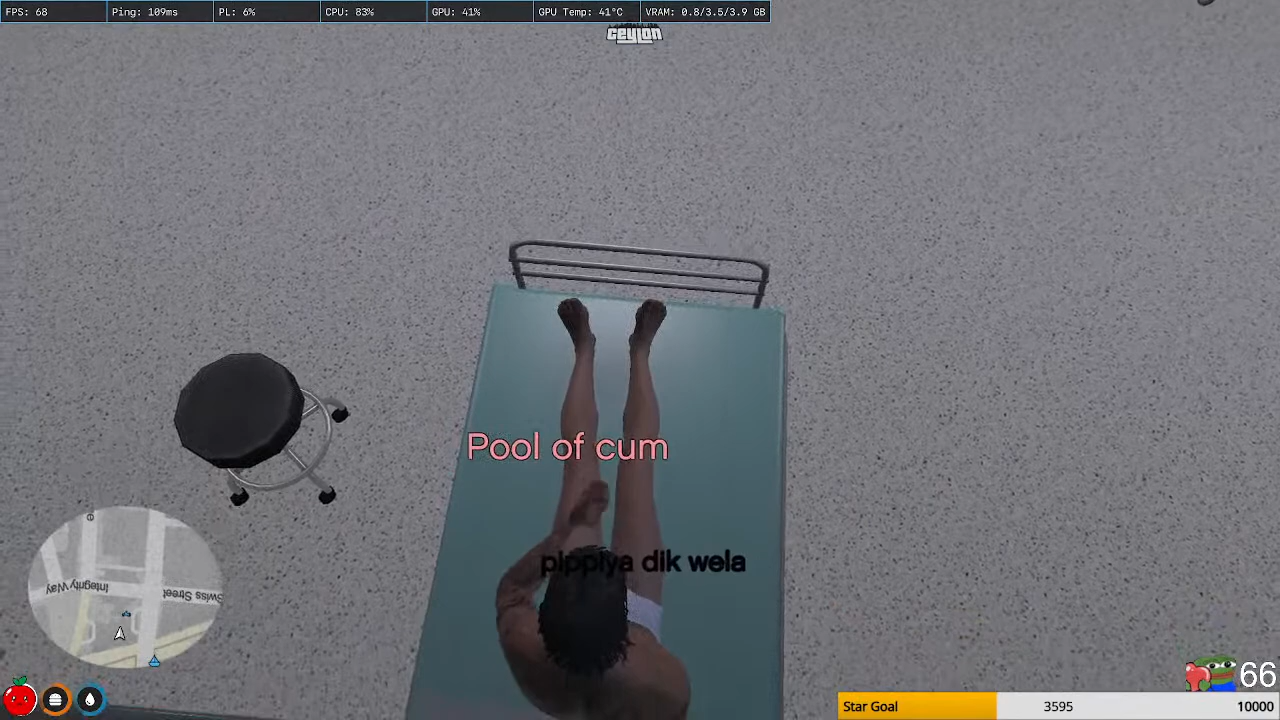 FPS: 68 Ping: 109ms PL: 6% CPU: 83% GPU: 41% GPU Temp: 41°C VRAM: 0.8/3.5/3.9 GB
ceylon
Pool of cum
pippiya dik wela
Integrity Way
Swiss Street
66
Star Goal 3595 10000